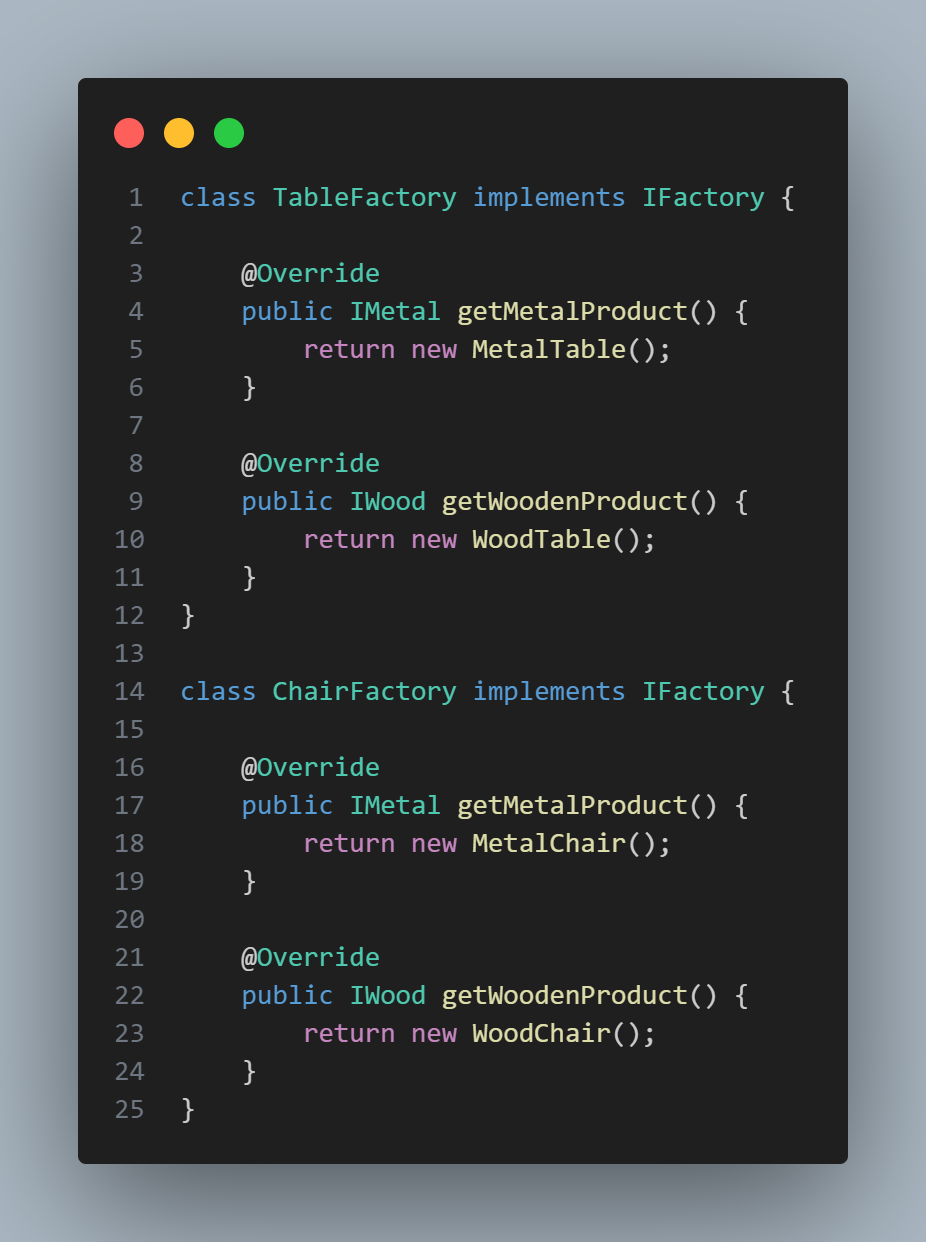 1 class TableFactory implements IFactory {
2
3     @Override
4     public IMetal getMetalProduct() {
5         return new MetalTable();
6     }
7
8     @Override
9     public IWood getWoodenProduct() {
10         return new WoodTable();
11     }
12 }
13
14 class ChairFactory implements IFactory {
15
16     @Override
17     public IMetal getMetalProduct() {
18         return new MetalChair();
19     }
20
21     @Override
22     public IWood getWoodenProduct() {
23         return new WoodChair();
24     }
25 }